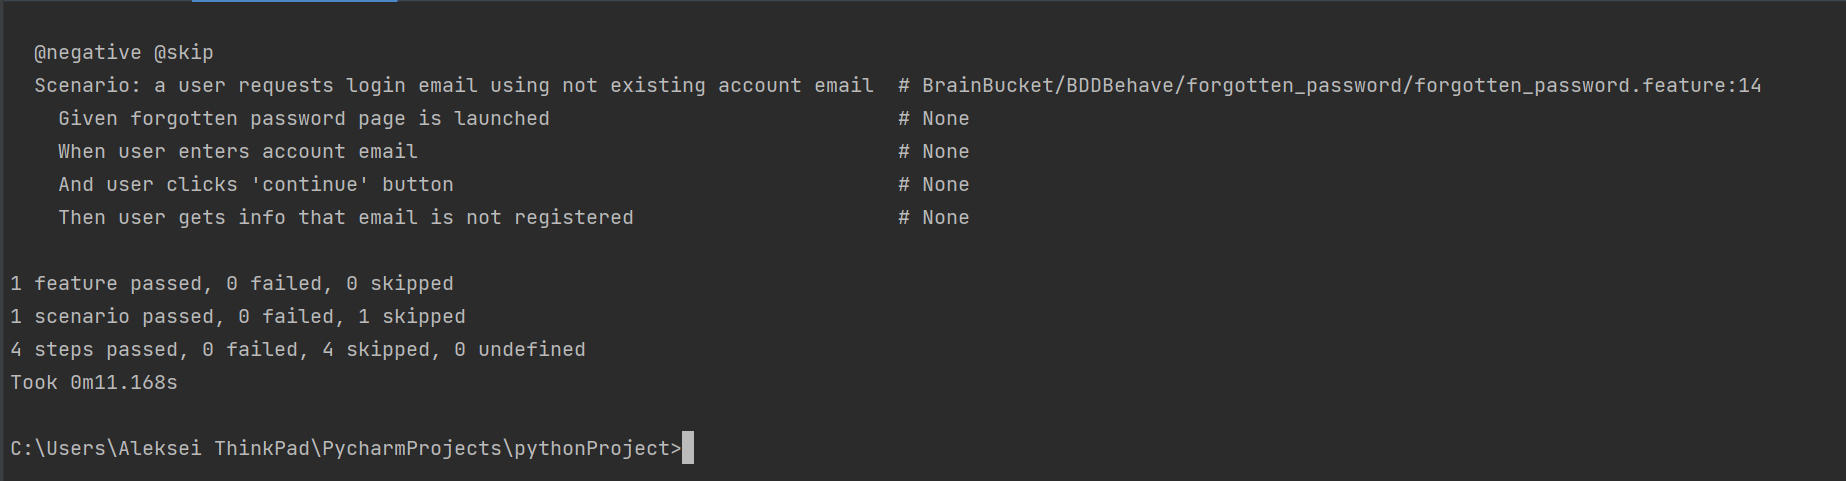 @negative @skip
Scenario: a user requests login email using not existing account email  # BrainBucket/BDDBehave/forgotten_password/forgotten_password.feature:14
Given forgotten password page is launched  # None
When user enters account email  # None
And user clicks 'continue' button  # None
Then user gets info that email is not registered  # None
1 feature passed, 0 failed, 0 skipped
1 scenario passed, 0 failed, 1 skipped
4 steps passed, 0 failed, 4 skipped, 0 undefined
Took 0m11.168s
C:\Users\Aleksei ThinkPad\PycharmProjects\pythonProject>